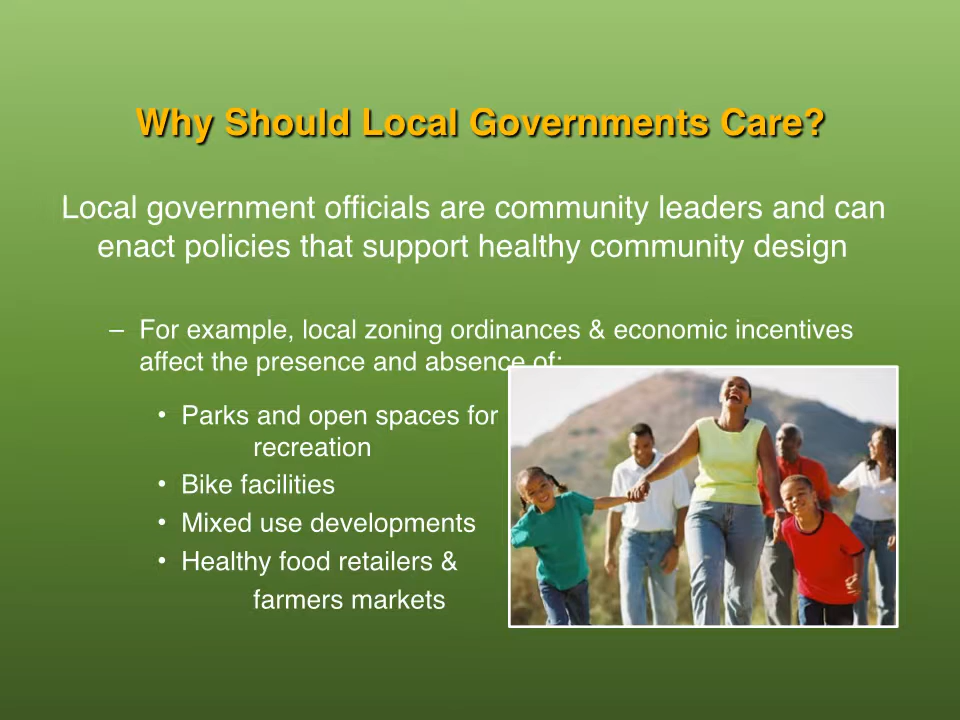 Why Should Local Governments Care?
Local government officials are community leaders and can
enact policies that support healthy community design
– For example, local zoning ordinances & economic incentives
affect the presence and absence of:
• Parks and open spaces for
recreation
• Bike facilities
• Mixed use developments
• Healthy food retailers &
farmers markets